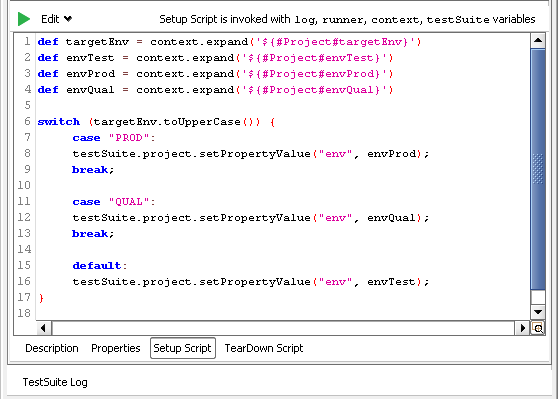 Edit Setup Script is invoked with log, runner, context, testSuite variables
1 def targetEnv = context.expand('${#Project#targetEnv}')
2 def envTest = context.expand('${#Project#envTest}')
3 def envProd = context.expand('${#Project#envProd}')
4 def envQual = context.expand('${#Project#envQual}')
5
6 switch (targetEnv.toUpperCase()) {
7 case "PROD":
8 testSuite.project.setPropertyValue("env", envProd);
9 break;
10
11 case "QUAL":
12 testSuite.project.setPropertyValue("env", envQual);
13 break;
14
15 default:
16 testSuite.project.setPropertyValue("env", envTest);
17 }
18
Description Properties Setup Script TearDown Script
TestSuite Log